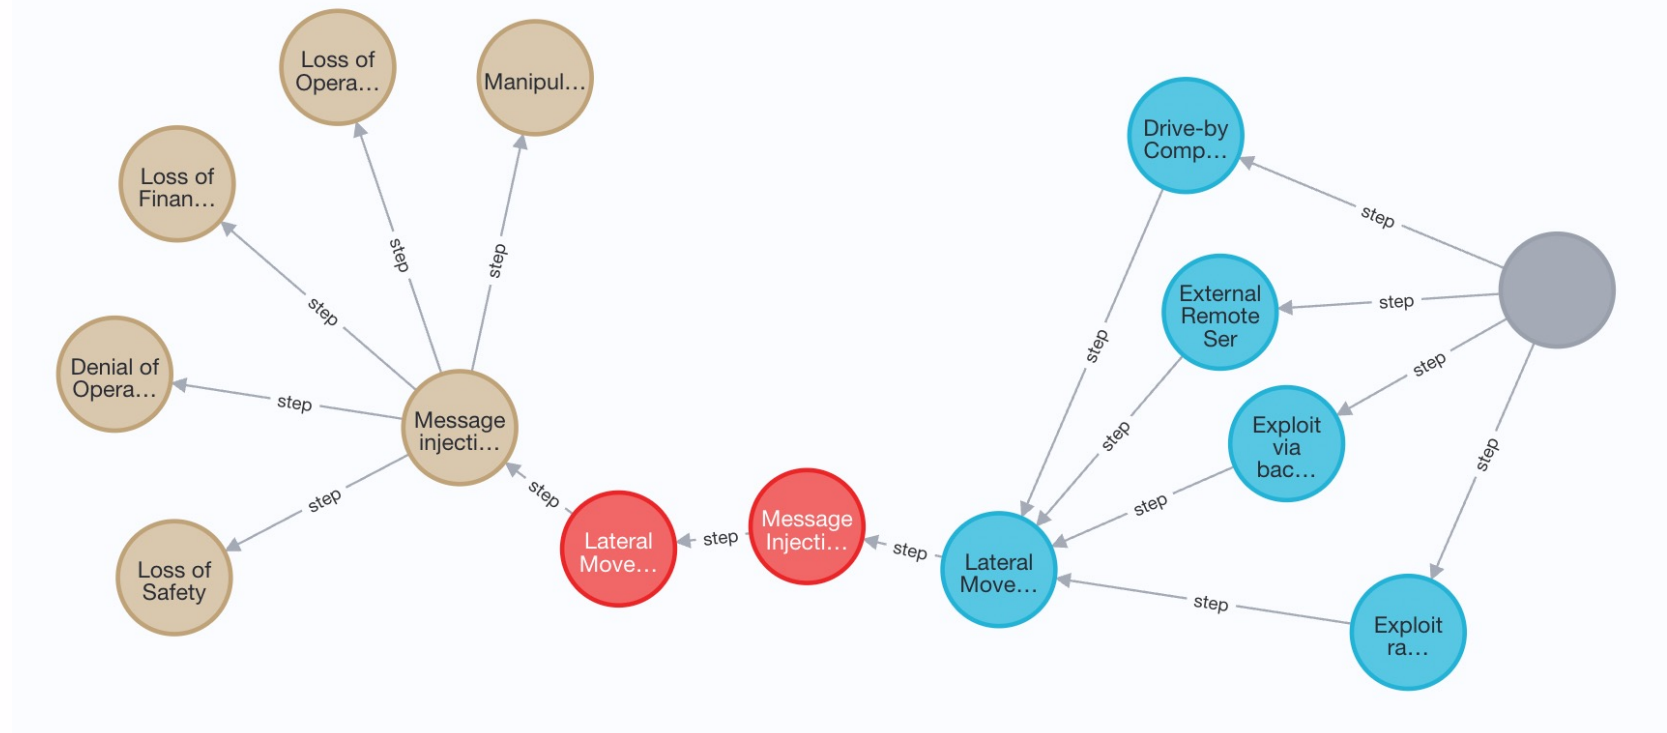 Loss of
Opera…
Manipul…
Drive-by
Comp…
Loss of
Finan…
step
step
step
External
Remote
Ser
step
step
step
step
Denial of
Opera…
step
Message
injecti…
step
Exploit
via
bac…
step
step
step
step
Message
Injecti…
Lateral
Move…
step
step
Lateral
Move…
Loss of
Safety
step
Exploit
ra…